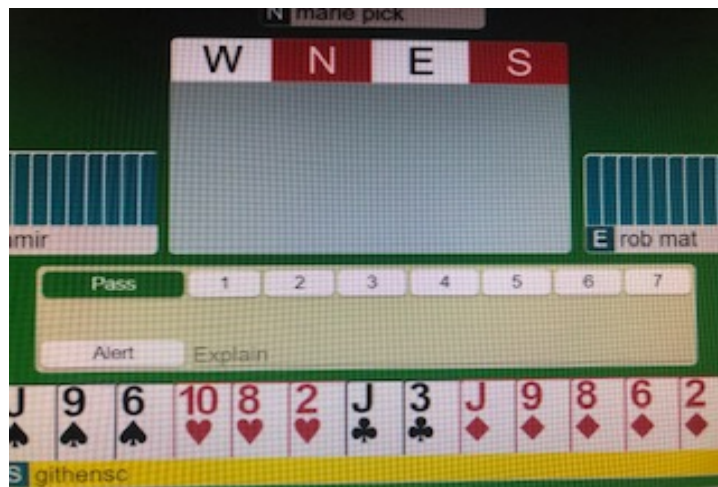 N marie pick
W N E S
mir
E rob mat
Pass 1 2 3 4 5 6 7
Alert Explain
J 9 6 10 8 2 J 3 J 9 8 6 2
S githensc